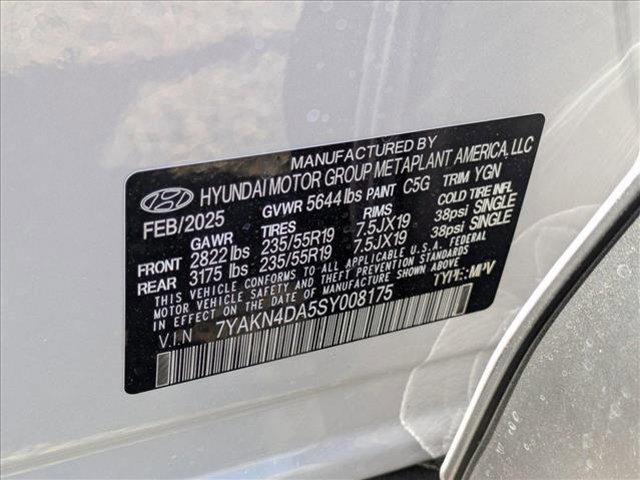 MANUFACTURED BY
HYUNDAI MOTOR GROUP METAPLANT AMERICA, LLC
FEB/2025 GVWR 5644 lbs PAINT C5G TRIM YGN
GAWR TIRES RIMS COLD TIRE INFL
FRONT 2822 lbs 235/55R19 7.5JX19 38psi SINGLE
REAR 3175 lbs 235/55R19 7.5JX19 38psi SINGLE
THIS VEHICLE CONFORMS TO ALL APPLICABLE U.S.A. FEDERAL
MOTOR VEHICLE SAFETY AND THEFT PREVENTION STANDARDS
IN EFFECT ON THE DATE OF MANUFACTURE SHOWN ABOVE.
V.I.N 7YAKN4DA5SY008175 TYPE:MPV